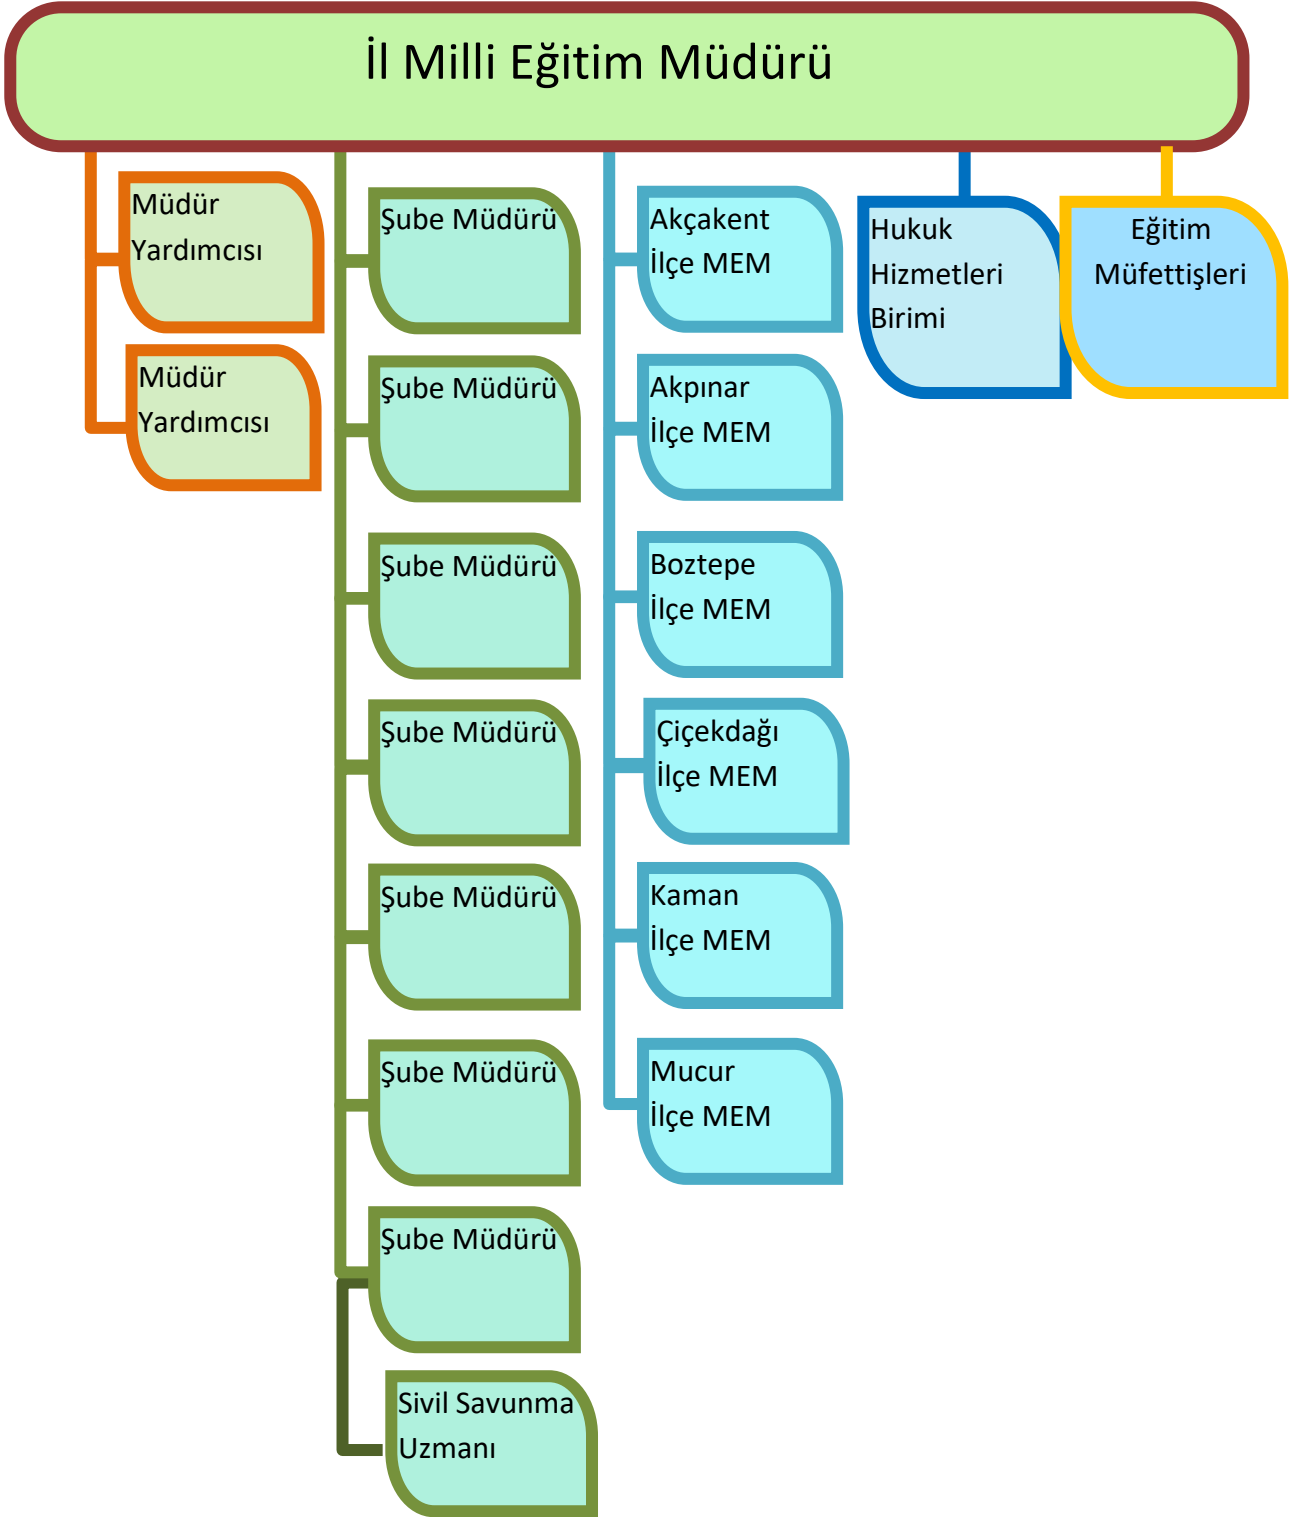 İl Milli Eğitim Müdürü
Müdür
Yardımcısı
Müdür
Yardımcısı
Şube Müdürü
Şube Müdürü
Şube Müdürü
Şube Müdürü
Şube Müdürü
Şube Müdürü
Şube Müdürü
Sivil Savunma
Uzmanı
Akçakent
İlçe MEM
Akpınar
İlçe MEM
Boztepe
İlçe MEM
Çiçekdağı
İlçe MEM
Kaman
İlçe MEM
Mucur
İlçe MEM
Hukuk
Hizmetleri
Birimi
Eğitim
Müfettişleri